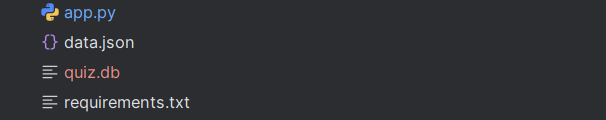 app.py
data.json
quiz.db
requirements.txt